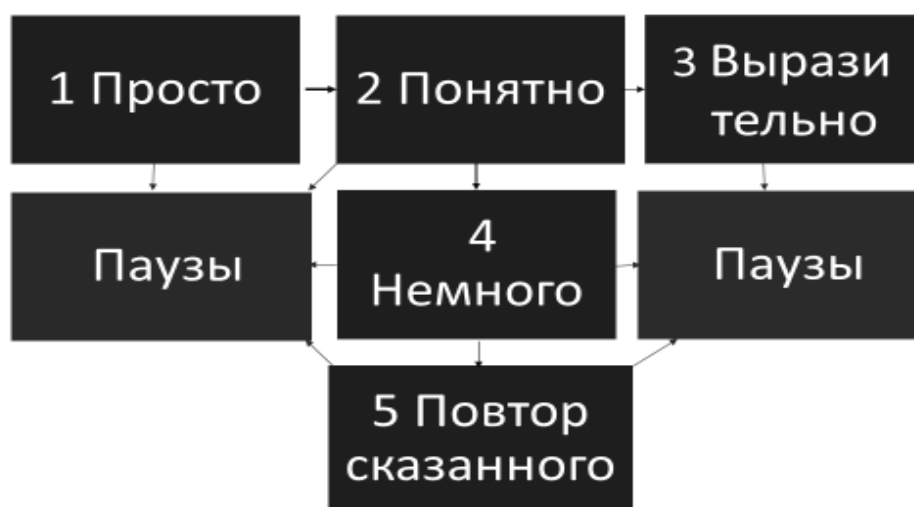 1 Просто
2 Понятно
3 Вырази
тельно
Паузы
4
Немного
Паузы
5 Повтор
сказанного